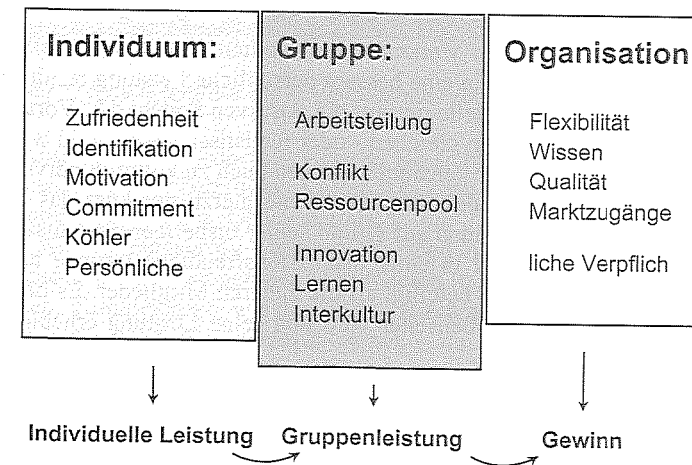 Individuum:
Zufriedenheit
Identifikation
Motivation
Commitment
Köhler
Persönliche
Gruppe:
Arbeitsteilung
Konflikt
Ressourcenpool
Innovation
Lernen
Interkultur
Organisation
Flexibilität
Wissen
Qualität
Marktzugänge
liche Verpflich
Individuelle Leistung
Gruppenleistung
Gewinn